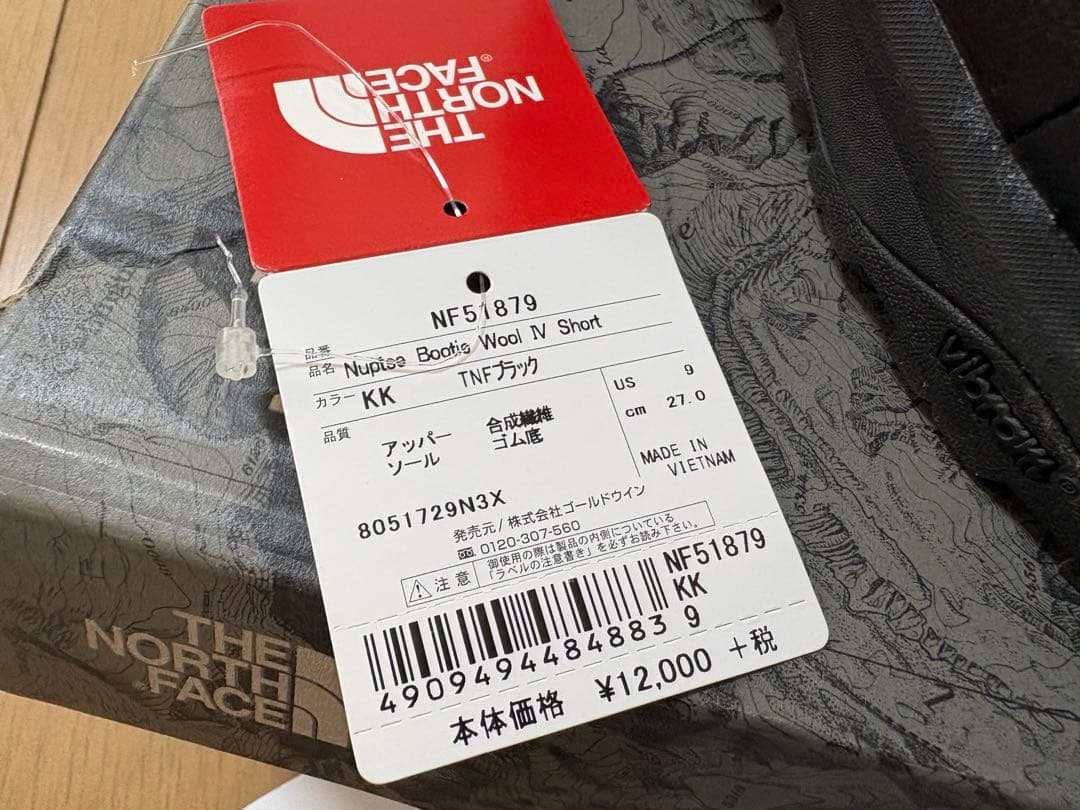 THE
NORTH
FACE®
NF51879
品番
品名 Nuptse Bootie Wool IV Short
カラー KK TNFブラック
品質 アッパー 合成繊維
ソール ゴム底
US 9
cm 27.0
MADE IN
VIETNAM
8051729N3X
発売元/株式会社ゴールドウイン
0120-307-560
注意
御使用の際は製品の内側についている
「ラベルの注意書き」を必ずお読み下さい。
NF51879
KK
9
4909494484883
本体価格 ¥12,000 +税
THE
NORTH
FACE
vibram®